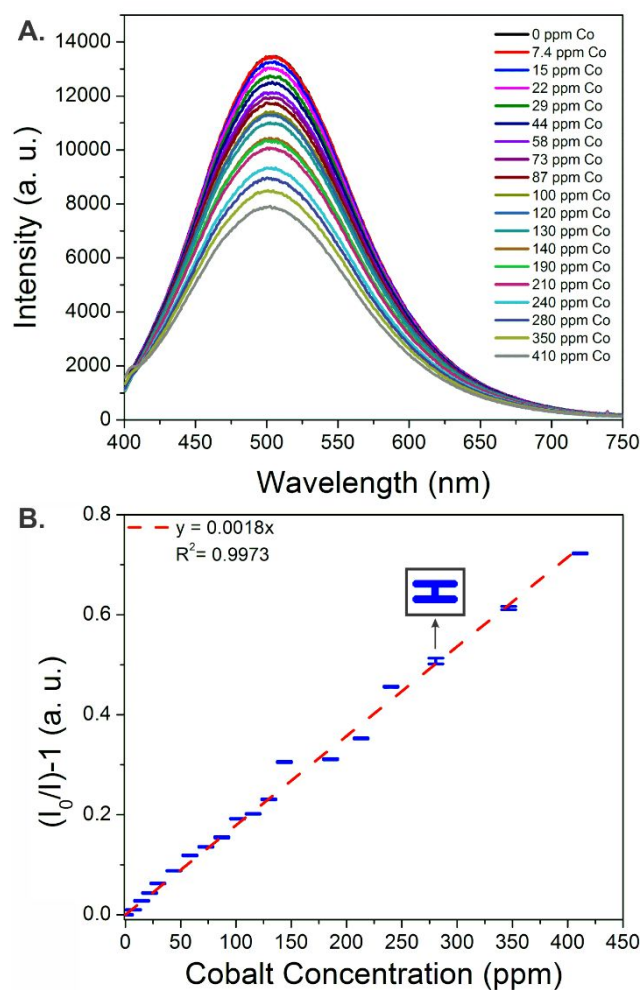 A.
14000
12000
10000
8000
6000
4000
2000
0
Intensity (a. u.)
0 ppm Co
7.4 ppm Co
15 ppm Co
22 ppm Co
29 ppm Co
44 ppm Co
58 ppm Co
73 ppm Co
87 ppm Co
100 ppm Co
120 ppm Co
130 ppm Co
140 ppm Co
190 ppm Co
210 ppm Co
240 ppm Co
280 ppm Co
350 ppm Co
410 ppm Co
400 450 500 550 600 650 700 750
Wavelength (nm)
B.
0.8
0.6
0.4
0.2
0.0
(I₀/I)-1 (a. u.)
y = 0.0018x
R²= 0.9973
0 50 100 150 200 250 300 350 400 450
Cobalt Concentration (ppm)